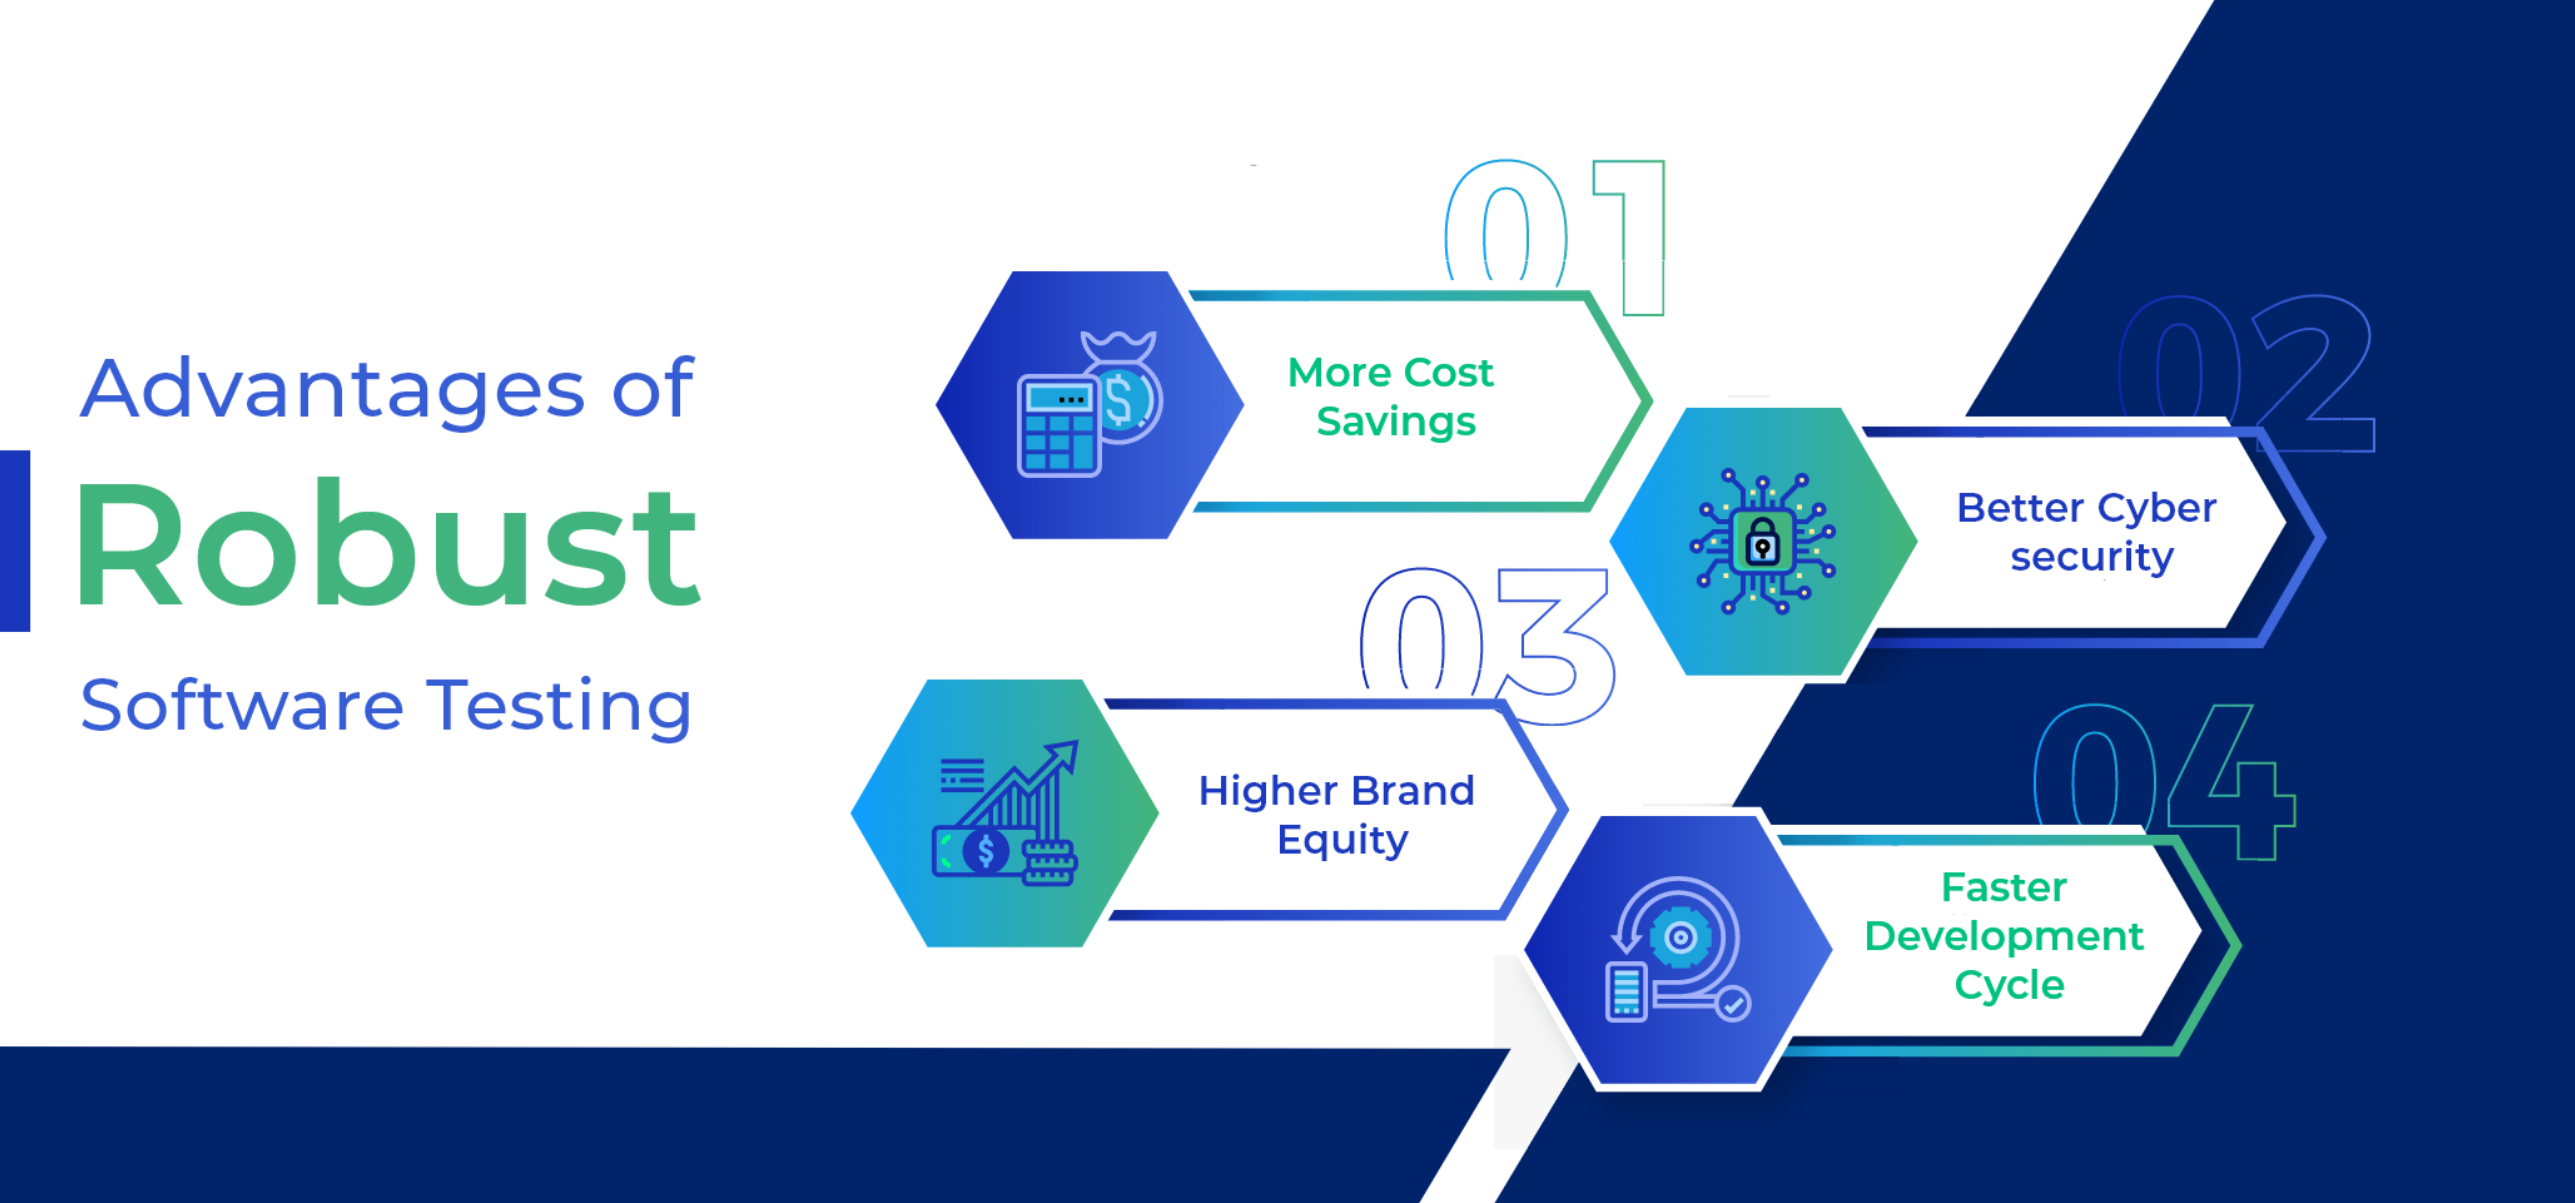 Advantages of
Robust
Software Testing
01
More Cost
Savings
02
Better Cyber
security
03
Higher Brand
Equity
04
Faster
Development
Cycle
$
$